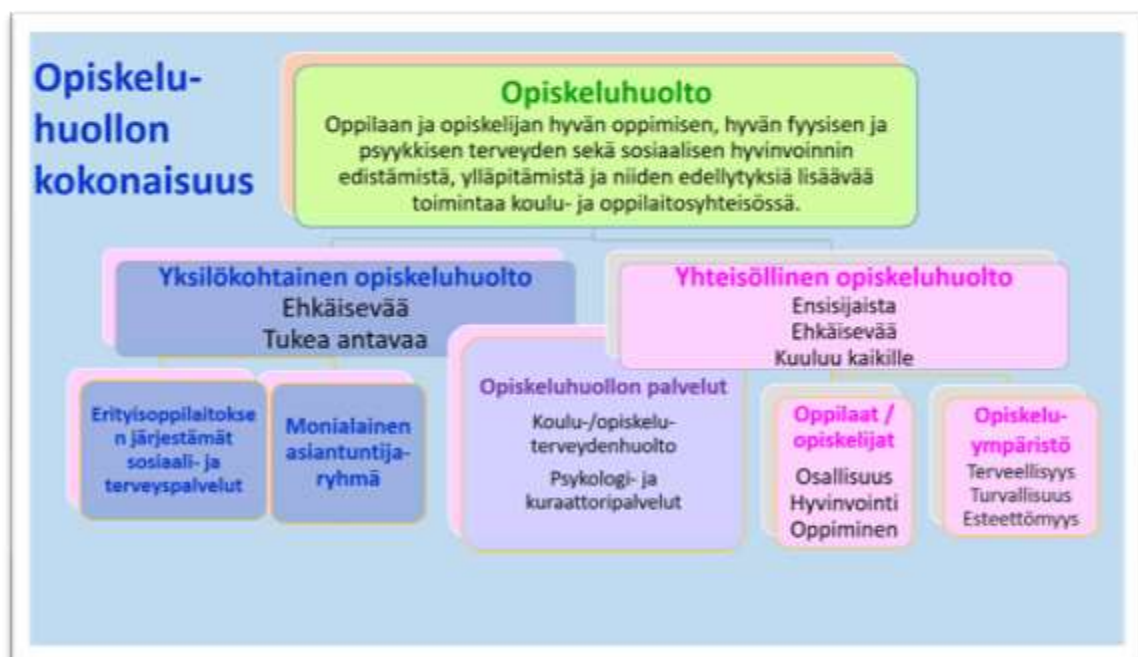 Opiskelu-
huollon
kokonaisuus
Opiskeluhuolto
Oppilaan ja opiskelijan hyvän oppimisen, hyvän fyysisen ja
psyykkisen terveyden sekä sosiaalisen hyvinvoinnin
edistämistä, ylläpitämistä ja niiden edellytyksiä lisäävää
toimintaa koulu- ja oppilaitosyhteisössä.
Yksilökohtainen opiskeluhuolto
Ehkäisevää
Tukea antavaa
Yhteisöllinen opiskeluhuolto
Ensisijaista
Ehkäisevää
Kuuluu kaikille
Erityisoppilaitokse
n järjestämät
sosiaali- ja
terveyspalvelut
Monialainen
asiantuntija-
ryhmä
Opiskeluhuollon palvelut
Koulu-/opiskelu-
terveydenhuolto
Psykologi- ja
kuraattoripalvelut
Oppilaat /
opiskelijat
Osallisuus
Hyvinvointi
Oppiminen
Opiskelu-
ympäristö
Terveellisyys
Turvallisuus
Esteettömyys